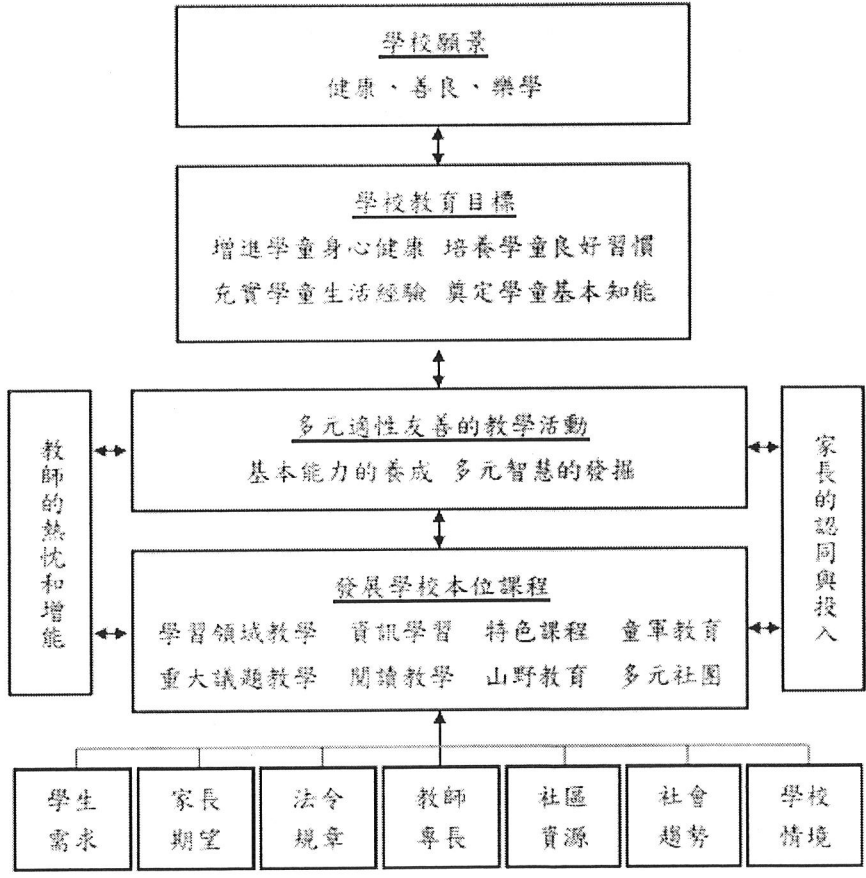 學校願景
健康、善良、樂學
學校教育目標
增進學童身心健康 培養學童良好習慣
充實學童生活經驗 奠定學童基本知能
教師的熱忱和增能
多元適性友善的教學活動
基本能力的養成 多元智慧的發掘
家長的認同與投入
發展學校本位課程
學習領域教學 資訊學習 特色課程 童軍教育
重大議題教學 閱讀教學 山野教育 多元社團
學生
需求
家長
期望
法令
規章
教師
專長
社區
資源
社會
趨勢
學校
情境